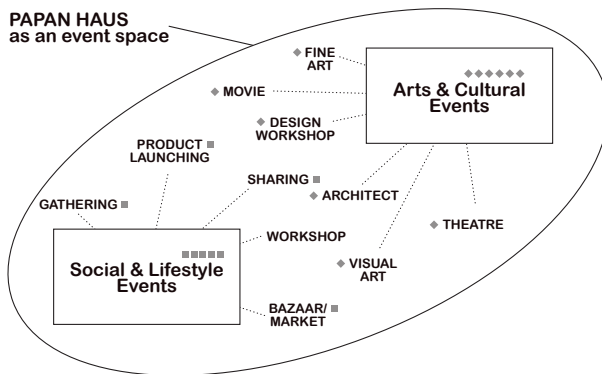 PAPAN HAUS
as an event space
FINE
ART
MOVIE
Arts & Cultural
Events
DESIGN
WORKSHOP
PRODUCT
LAUNCHING
SHARING
ARCHITECT
GATHERING
THEATRE
WORKSHOP
Social & Lifestyle
Events
VISUAL
ART
BAZAAR/
MARKET